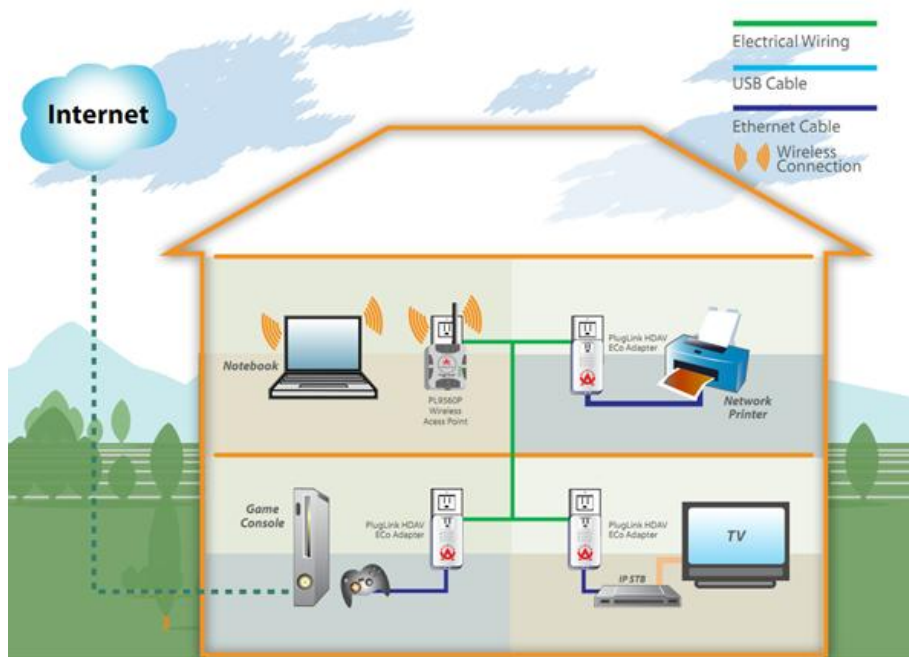 Electrical Wiring
USB Cable
Ethernet Cable
Wireless
Connection
Internet
Notebook
PL9560P
Wireless
Acess Point
PlugLink HDAV
ECo Adapter
Network
Printer
Game
Console
PlugLink HDAV
ECo Adapter
PlugLink HDAV
ECo Adapter
IP STB
TV